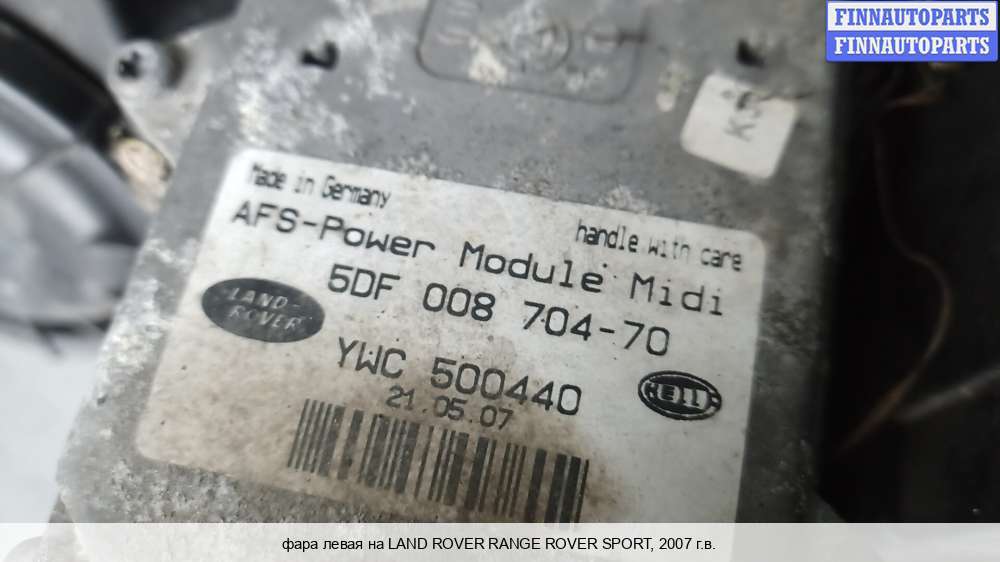 FINNAUTOPARTS
FINNAUTOPARTS
Made in Germany
handle with care
AFS-Power Module Midi
5DF 008 704-70
LAND-
ROVER
YWC 500440
HELLA
21.05.07
фара левая на LAND ROVER RANGE ROVER SPORT, 2007 г.в.